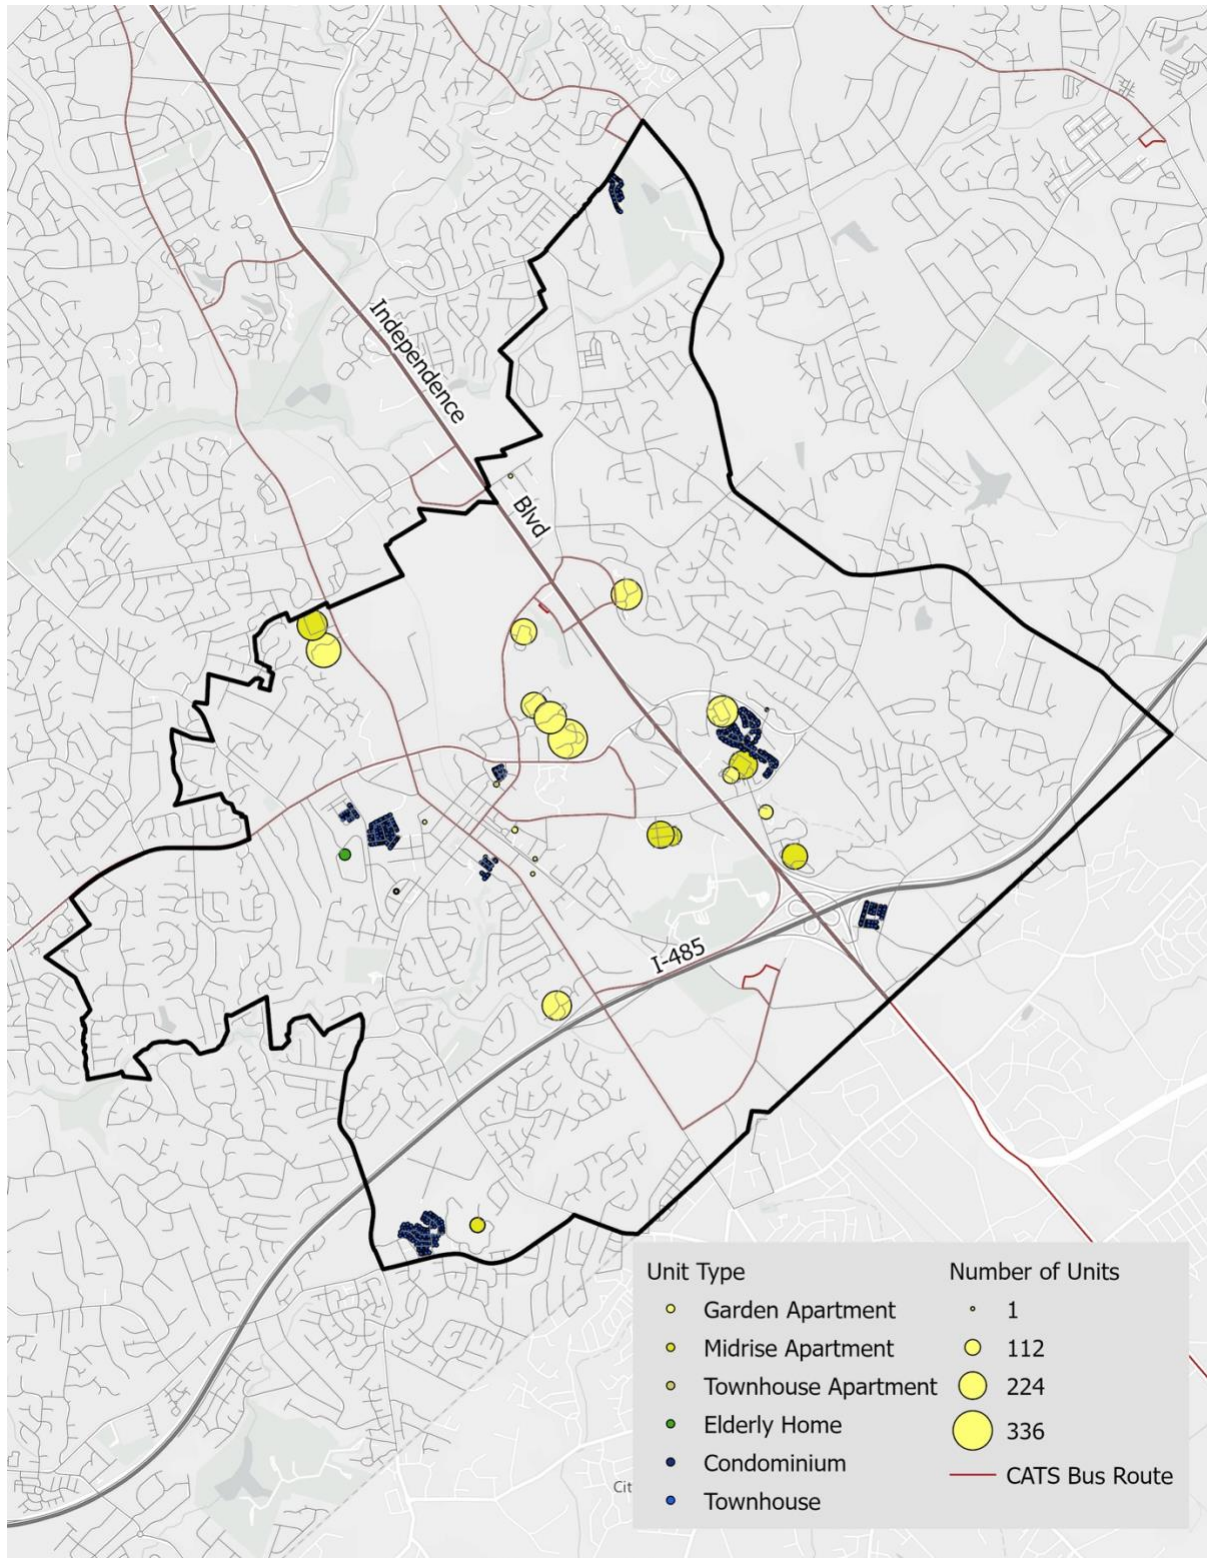 Independence
Blvd
I-485
Unit Type
Garden Apartment
Midrise Apartment
Townhouse Apartment
Elderly Home
Condominium
Townhouse
Number of Units
1
112
224
336
CATS Bus Route
Cit